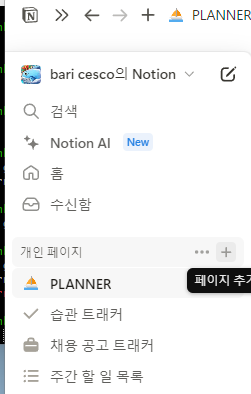 PLANNER
bari cesco의 Notion
검색
Notion AI New
홈
수신함
개인 페이지
페이지 추가
PLANNER
습관 트래커
채용 공고 트래커
주간 할 일 목록